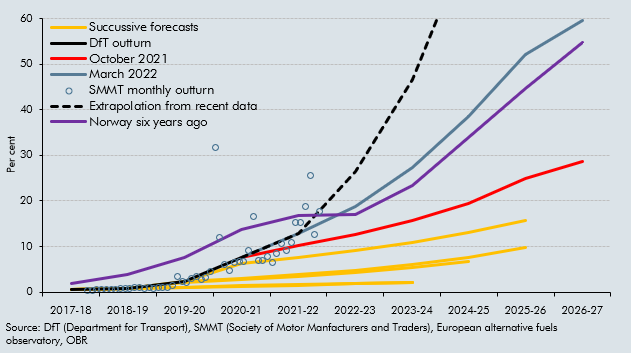 60
50
40
30
20
10
0
Per cent
Succussive forecasts
DfT outturn
October 2021
March 2022
SMMT monthly outturn
Extrapolation from recent data
Norway six years ago
2017-18 2018-19 2019-20 2020-21 2021-22 2022-23 2023-24 2024-25 2025-26 2026-27
Source: DfT (Department for Transport), SMMT (Society of Motor Manfacturers and Traders), European alternative fuels
observatory, OBR